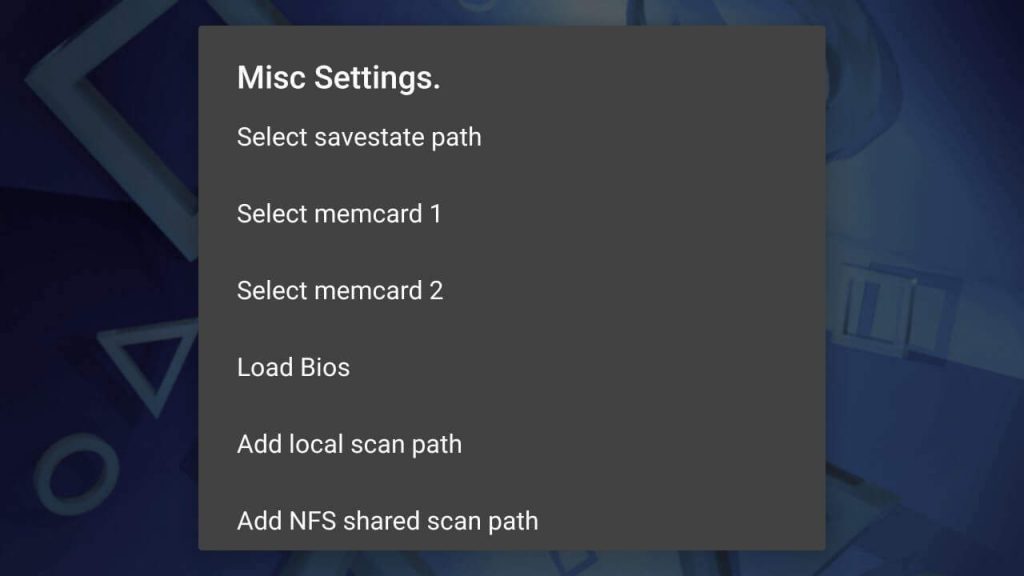 Misc Settings.
Select savestate path
Select memcard 1
Select memcard 2
Load Bios
Add local scan path
Add NFS shared scan path